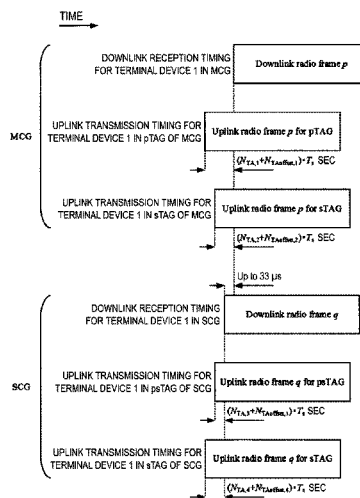 TIME
DOWNLINK RECEPTION TIMING
FOR TERMINAL DEVICE 1 IN MCG
Downlink radio frame p
MCG
UPLINK TRANSMISSION TIMING FOR
TERMINAL DEVICE 1 IN pTAG OF MCG
Uplink radio frame p for pTAG
(N_TA,1+N_TAoffset,1)・T_s SEC
UPLINK TRANSMISSION TIMING FOR
TERMINAL DEVICE 1 IN sTAG OF MCG
Uplink radio frame p for sTAG
(N_TA,2+N_TAoffset,2)・T_s SEC
Up to 33 μs
DOWNLINK RECEPTION TIMING
FOR TERMINAL DEVICE 1 IN SCG
Downlink radio frame q
SCG
UPLINK TRANSMISSION TIMING FOR
TERMINAL DEVICE 1 IN psTAG OF SCG
Uplink radio frame q for psTAG
(N_TA,3+N_TAoffset,3)・T_s SEC
UPLINK TRANSMISSION TIMING FOR
TERMINAL DEVICE 1 IN sTAG OF SCG
Uplink radio frame q for sTAG
(N_TA,4+N_TAoffset,4)・T_s SEC